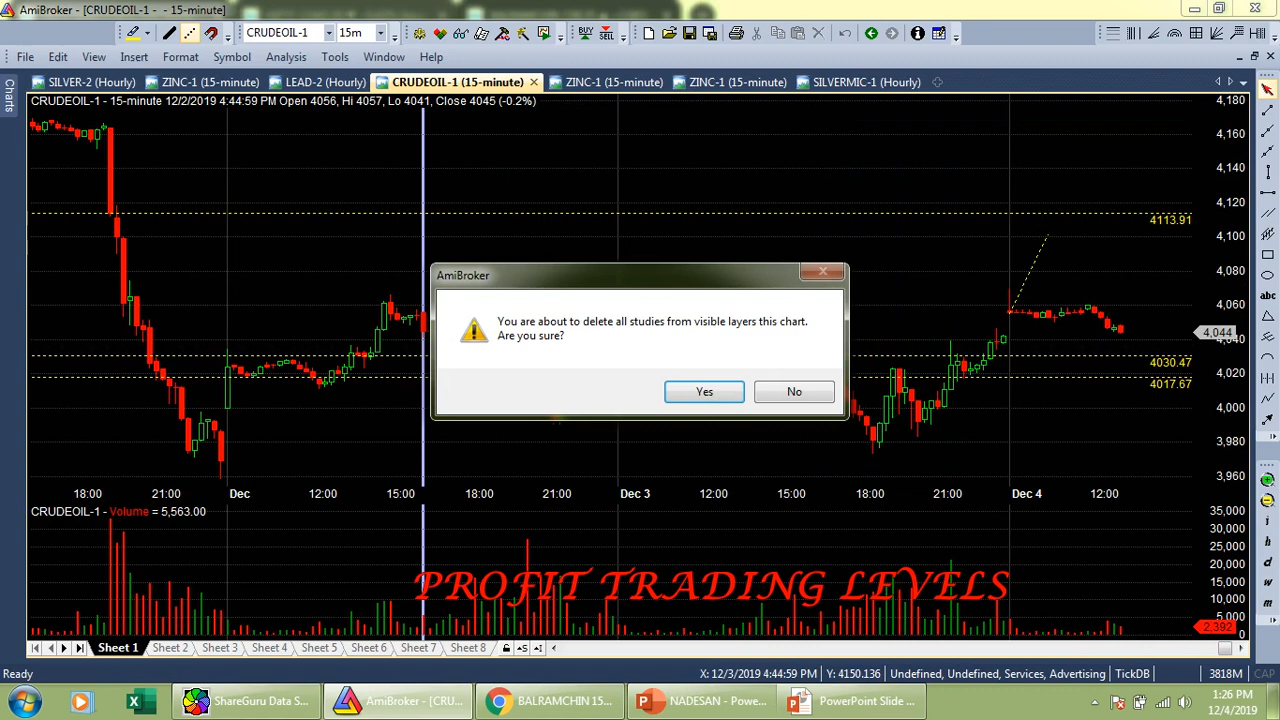 AmiBroker - [CRUDEOIL-1 - - 15-minute]
CRUDEOIL-1 15m BUY SELL
File Edit View Insert Format Symbol Analysis Tools Window Help
SILVER-2 (Hourly) ZINC-1 (15-minute) LEAD-2 (Hourly) CRUDEOIL-1 (15-minute) ZINC-1 (15-minute) ZINC-1 (15-minute) SILVERMIC-1 (Hourly)
Charts
CRUDEOIL-1 - 15-minute 12/2/2019 4:44:59 PM Open 4056, Hi 4057, Lo 4041, Close 4045 (-0.2%)
4,180
4,160
4,140
4,120
4113.91
4,100
4,080
4,060
4,044
4,040
4030.47
4,020
4017.67
4,000
3,980
3,960
AmiBroker
You are about to delete all studies from visible layers this chart.
Are you sure?
Yes No
abc
18:00 21:00 Dec 12:00 15:00 18:00 21:00 Dec 3 12:00 15:00 18:00 21:00 Dec 4 12:00
CRUDEOIL-1 - Volume = 5,563.00
35,000
30,000
25,000
20,000
15,000
10,000
5,000
2,392
0
i
h
d
w
m
PROFIT TRADING LEVELS
Sheet 1 Sheet 2 Sheet 3 Sheet 4 Sheet 5 Sheet 6 Sheet 7 Sheet 8
Ready X: 12/3/2019 4:44:59 PM Y: 4150.136 Undefined, Undefined, Services, Advertising TickDB 3818M CAP
ShareGuru Data S... AmiBroker - [CRU... BALRAMCHIN 15... NADESAN - Powe... PowerPoint Slide ...
1:26 PM
12/4/2019